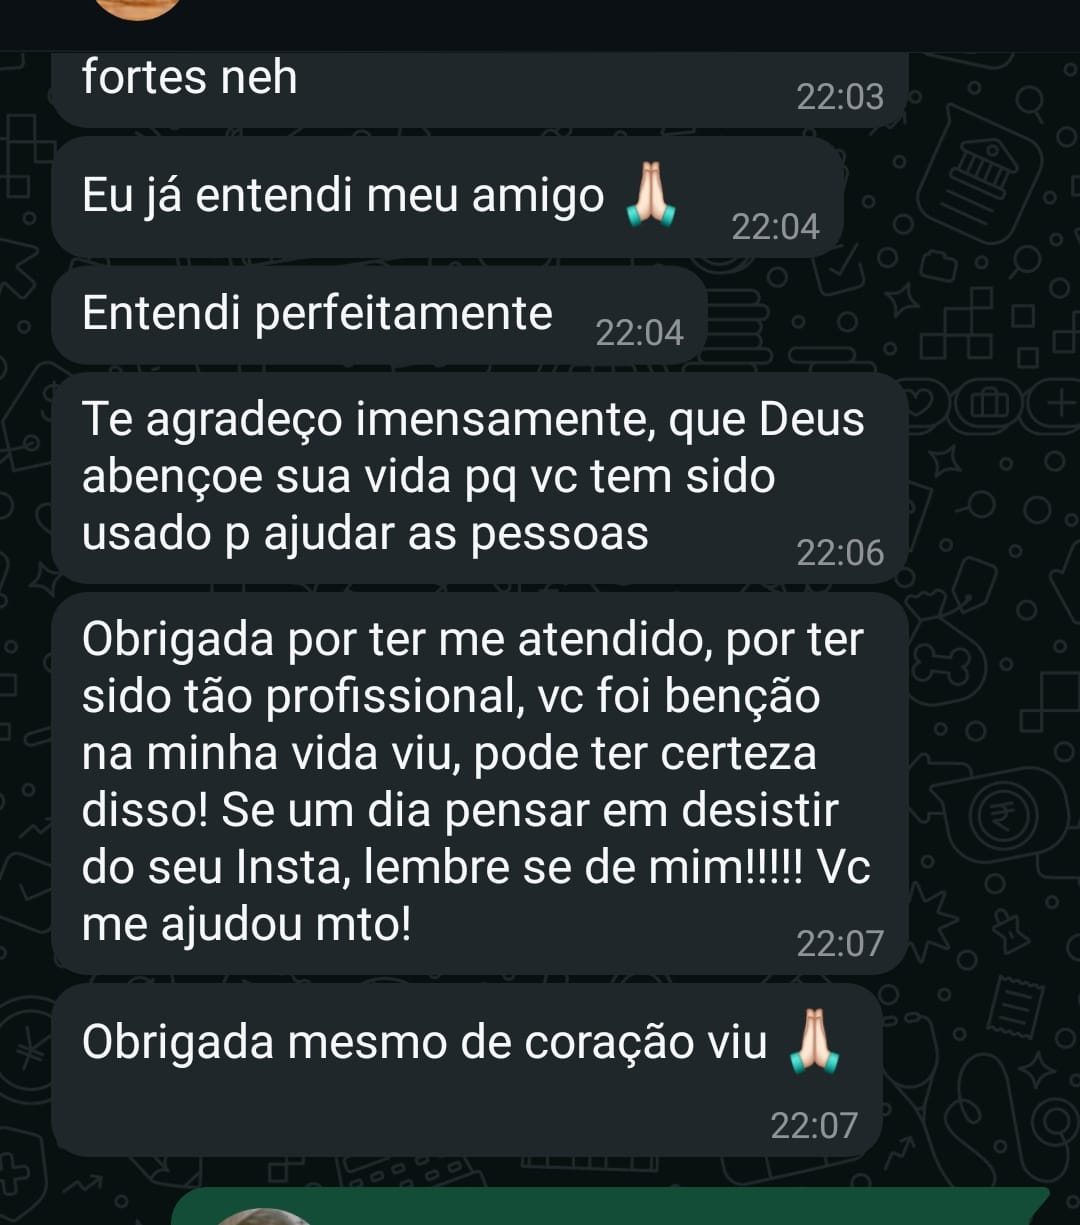 fortes neh
22:03
Eu já entendi meu amigo 🙏🏻
22:04
Entendi perfeitamente
22:04
Te agradeço imensamente, que Deus
abençoe sua vida pq vc tem sido
usado p ajudar as pessoas
22:06
Obrigada por ter me atendido, por ter
sido tão profissional, vc foi benção
na minha vida viu, pode ter certeza
disso! Se um dia pensar em desistir
do seu Insta, lembre se de mim!!!!! Vc
me ajudou mto!
22:07
Obrigada mesmo de coração viu 🙏🏻
22:07